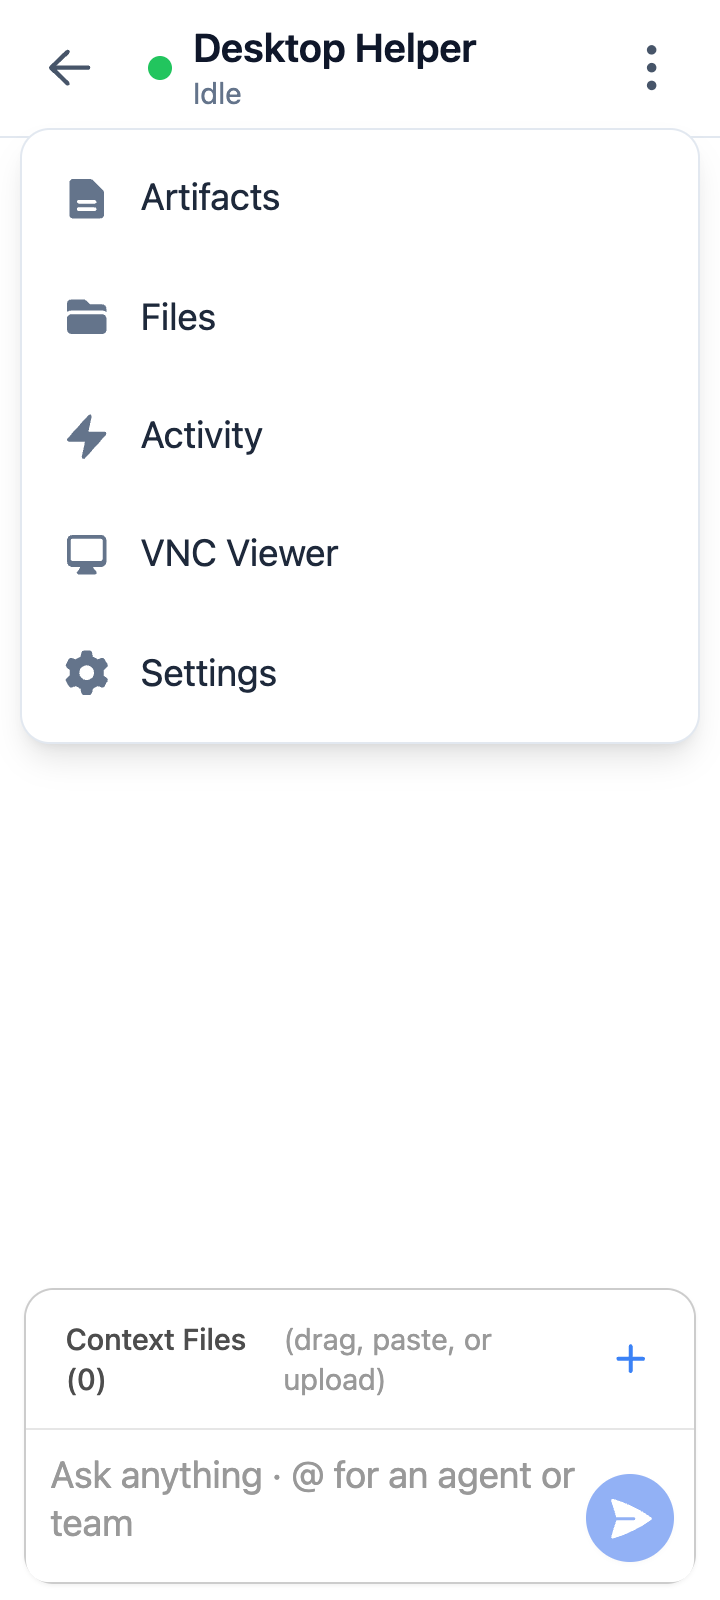 Desktop Helper
Idle
Artifacts
Files
Activity
VNC Viewer
Settings
Context Files (drag, paste, or
(0) upload)
Ask anything · @ for an agent or
team